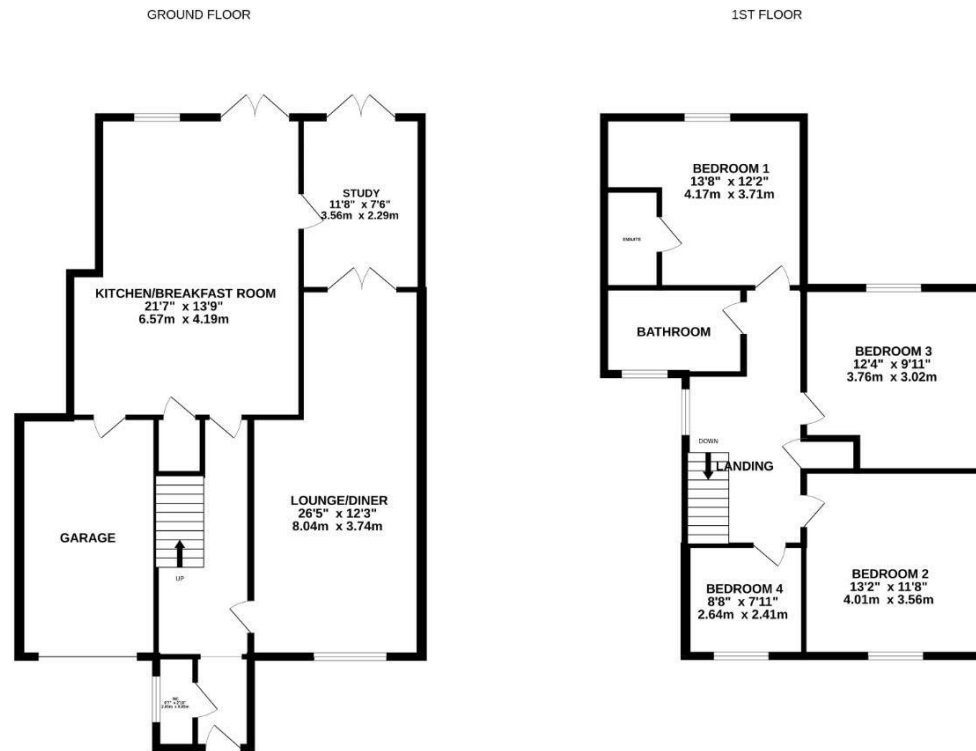 GROUND FLOOR
1ST FLOOR
STUDY
11'8" x 7'6"
3.56m x 2.29m
KITCHEN/BREAKFAST ROOM
21'7" x 13'9"
6.57m x 4.19m
LOUNGE/DINER
26'5" x 12'3"
8.04m x 3.74m
GARAGE
UP
WC
BEDROOM 1
13'8" x 12'2"
4.17m x 3.71m
ENSUITE
BATHROOM
BEDROOM 3
12'4" x 9'11"
3.76m x 3.02m
DOWN
LANDING
BEDROOM 4
8'8" x 7'11"
2.64m x 2.41m
BEDROOM 2
13'2" x 11'8"
4.01m x 3.56m